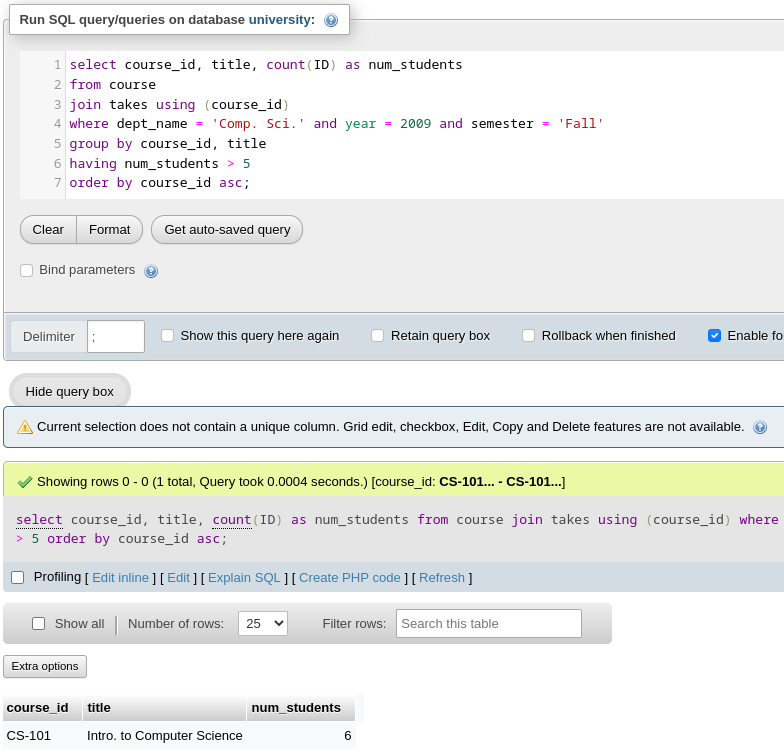 Run SQL query/queries on database university:
1 select course_id, title, count(ID) as num_students
2 from course
3 join takes using (course_id)
4 where dept_name = 'Comp. Sci.' and year = 2009 and semester = 'Fall'
5 group by course_id, title
6 having num_students > 5
7 order by course_id asc;
Clear Format Get auto-saved query
Bind parameters
Delimiter ; Show this query here again Retain query box Rollback when finished Enable fo
Hide query box
Current selection does not contain a unique column. Grid edit, checkbox, Edit, Copy and Delete features are not available.
Showing rows 0 - 0 (1 total, Query took 0.0004 seconds.) [course_id: CS-101... - CS-101...]
select course_id, title, count(ID) as num_students from course join takes using (course_id) where
> 5 order by course_id asc;
Profiling [ Edit inline ] [ Edit ] [ Explain SQL ] [ Create PHP code ] [ Refresh ]
Show all Number of rows: 25 Filter rows: Search this table
Extra options
course_id title num_students
CS-101 Intro. to Computer Science 6